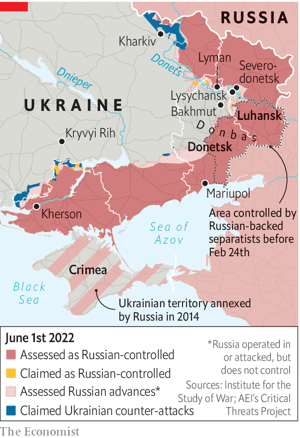 RUSSIA
Kharkiv
Dnieper
Donets
Lyman
Severo-
donetsk
UKRAINE
Lysychansk
Bakhmut
Luhansk
Donbas
Kryvyi Rih
Donetsk
Mariupol
Kherson
Area controlled by
Russian-backed
separatists before
Feb 24th
Sea of
Azov
Crimea
Black
Sea
Ukrainian territory annexed
by Russia in 2014
June 1st 2022
Assessed as Russian-controlled
Claimed as Russian-controlled
Assessed Russian advances*
Claimed Ukrainian counter-attacks
*Russia operated in
or attacked, but
does not control
Sources: Institute for the
Study of War; AEI's Critical
Threats Project
The Economist